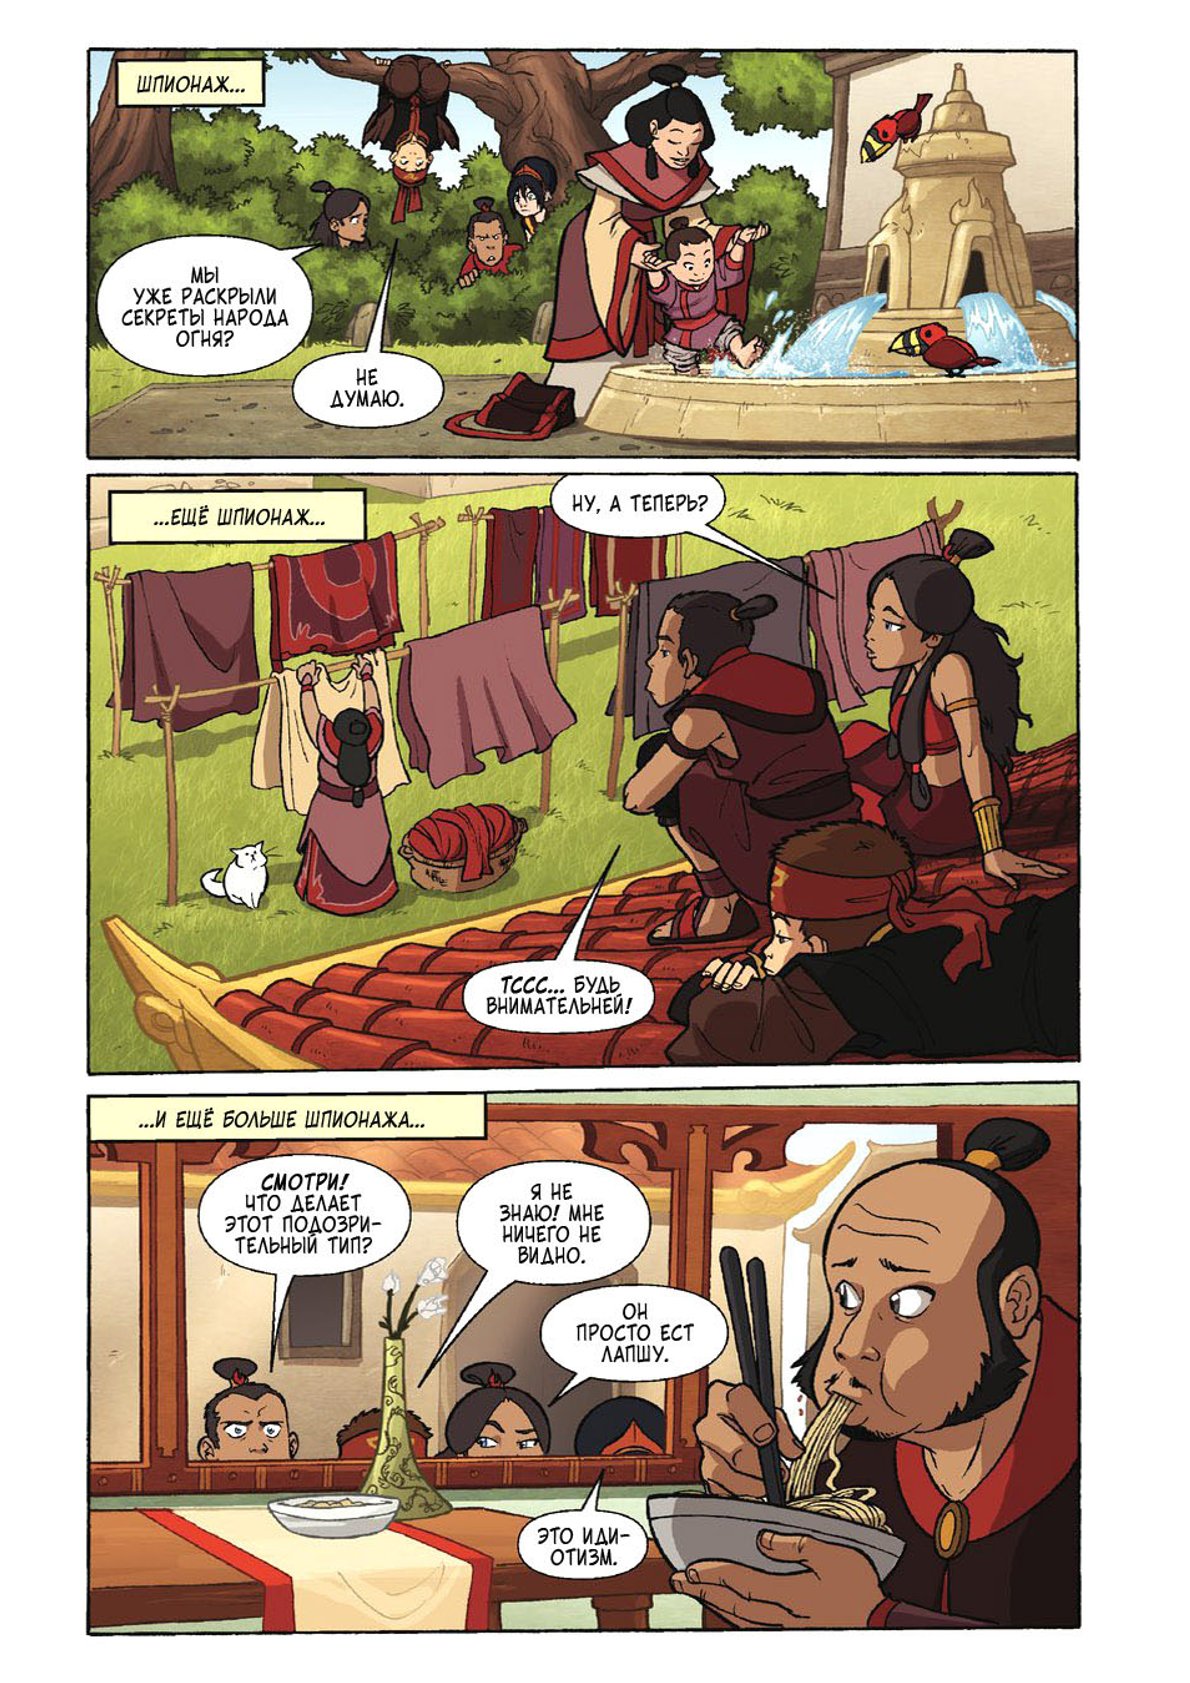 ШПИОНАЖ...
МЫ
УЖЕ РАСКРЫЛИ
СЕКРЕТЫ НАРОДА
ОГНЯ?
НЕ
ДУМАЮ.
...ЕЩЁ ШПИОНАЖ...
НУ, А ТЕПЕРЬ?
ТССС... БУДЬ
ВНИМАТЕЛЬНЕЙ!
...И ЕЩЁ БОЛЬШЕ ШПИОНАЖА...
СМОТРИ!
ЧТО ДЕЛАЕТ
ЭТОТ ПОДОЗРИ-
ТЕЛЬНЫЙ ТИП?
Я НЕ
ЗНАЮ! МНЕ
НИЧЕГО НЕ
ВИДНО.
ОН
ПРОСТО ЕСТ
ЛАПШУ.
ЭТО ИДИ-
ОТИЗМ.